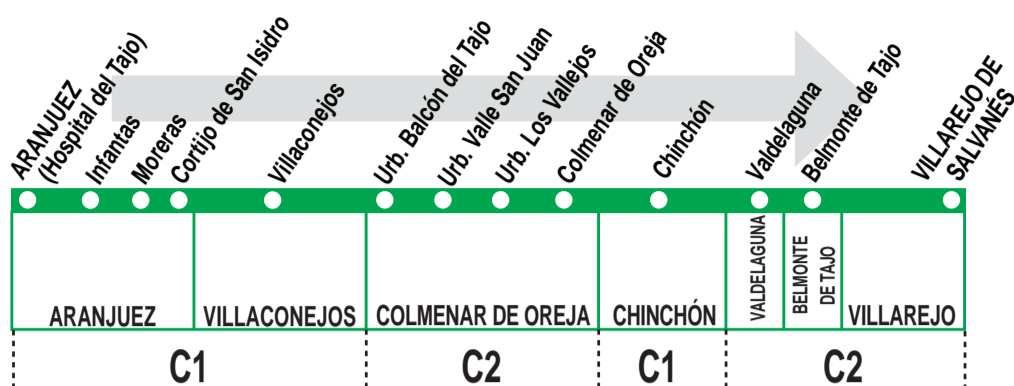 ARANJUEZ
(Hospital del Tajo)
Infantas
Moreras
Cortijo de San Isidro
Villaconejos
Urb. Balcón del Tajo
Urb. Valle San Juan
Urb. Los Vallejos
Colmenar de Oreja
Chinchón
Valdelaguna
Belmonte de Tajo
VILLAREJO DE
SALVANÉS
ARANJUEZ
VILLACONEJOS
COLMENAR DE OREJA
CHINCHÓN
VALDELAGUNA
BELMONTE
DE TAJO
VILLAREJO
C1
C2
C1
C2